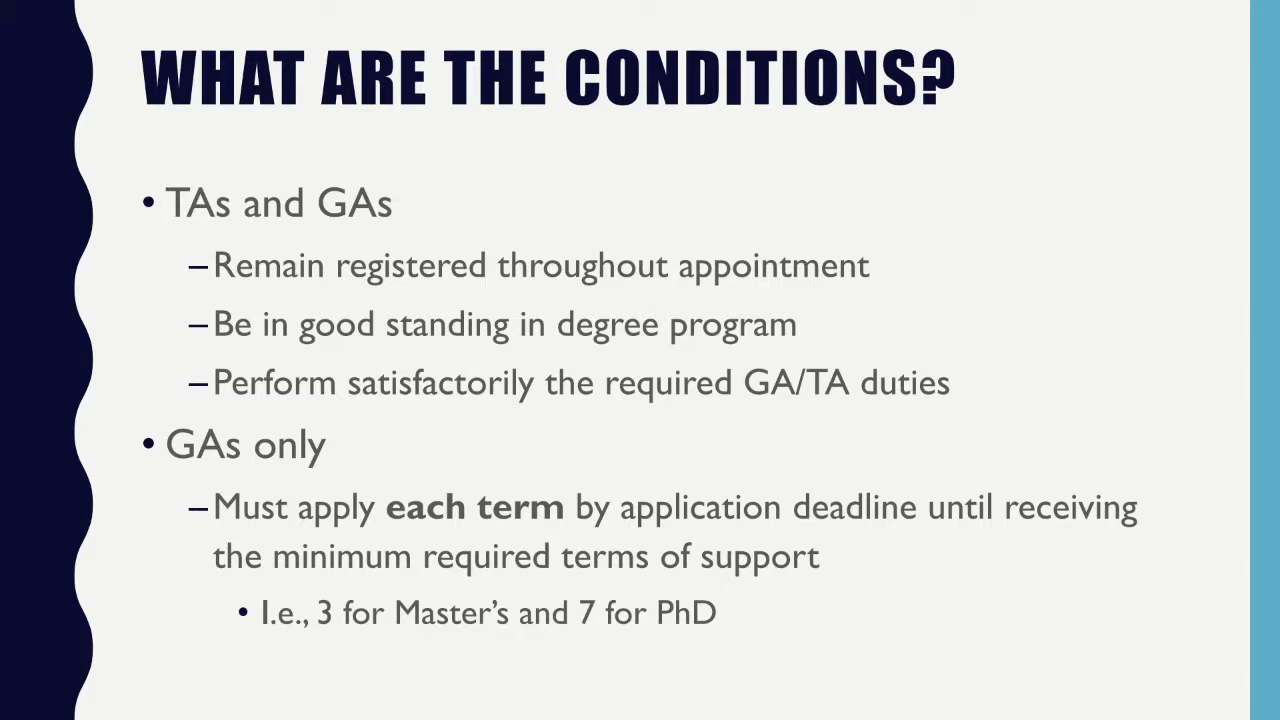 WHAT ARE THE CONDITIONS?
• TAs and GAs
–Remain registered throughout appointment
–Be in good standing in degree program
–Perform satisfactorily the required GA/TA duties
• GAs only
–Must apply each term by application deadline until receiving
the minimum required terms of support
• I.e., 3 for Master’s and 7 for PhD